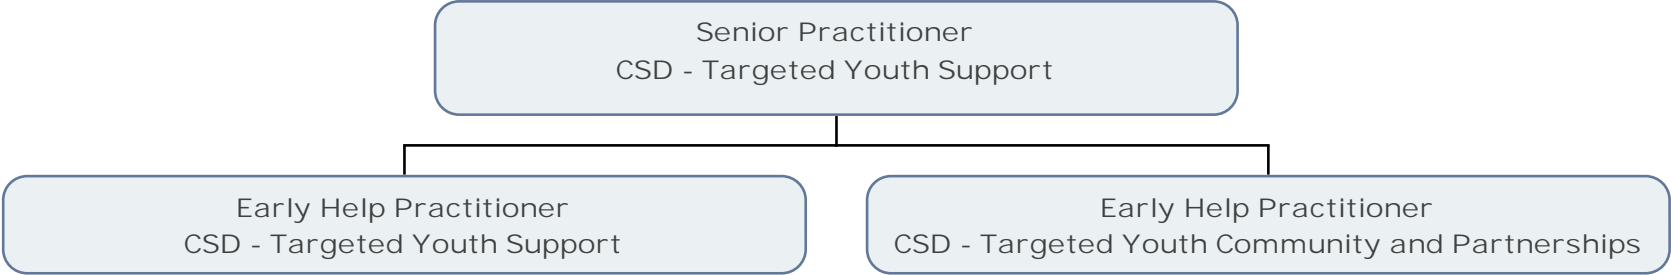 Senior Practitioner
CSD - Targeted Youth Support
Early Help Practitioner
CSD - Targeted Youth Support
Early Help Practitioner
CSD - Targeted Youth Community and Partnerships